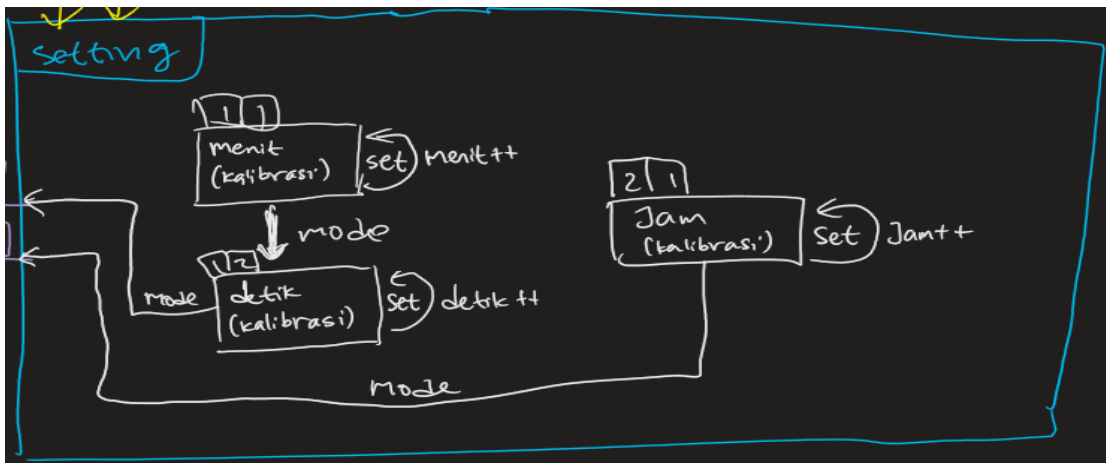 setting
1 1
menit
(kalibrasi)
set
menit++
mode
1 2
detik
(kalibrasi)
set
detik ++
mode
2 1
Jam
(kalibrasi)
set
Jam++
mode